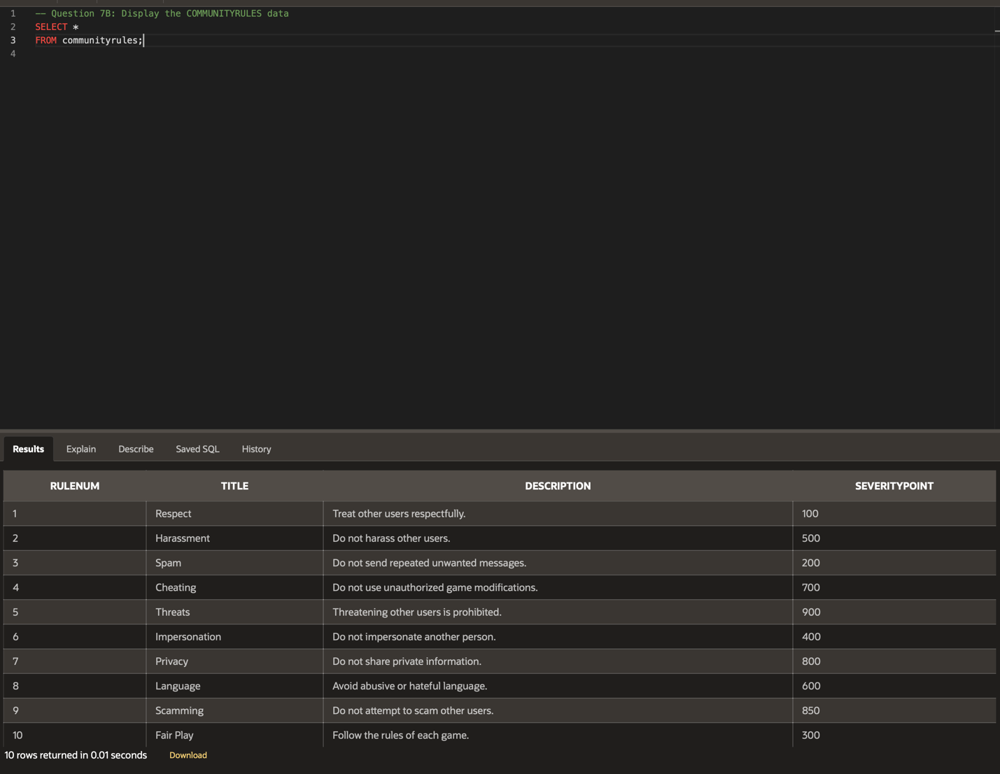 1 -- Question 7B: Display the COMMUNITYRULES data
2 SELECT *
3 FROM communityrules;
4
Results Explain Describe Saved SQL History
RULENUM TITLE DESCRIPTION SEVERITYPOINT
1 Respect Treat other users respectfully. 100
2 Harassment Do not harass other users. 500
3 Spam Do not send repeated unwanted messages. 200
4 Cheating Do not use unauthorized game modifications. 700
5 Threats Threatening other users is prohibited. 900
6 Impersonation Do not impersonate another person. 400
7 Privacy Do not share private information. 800
8 Language Avoid abusive or hateful language. 600
9 Scamming Do not attempt to scam other users. 850
10 Fair Play Follow the rules of each game. 300
10 rows returned in 0.01 seconds Download